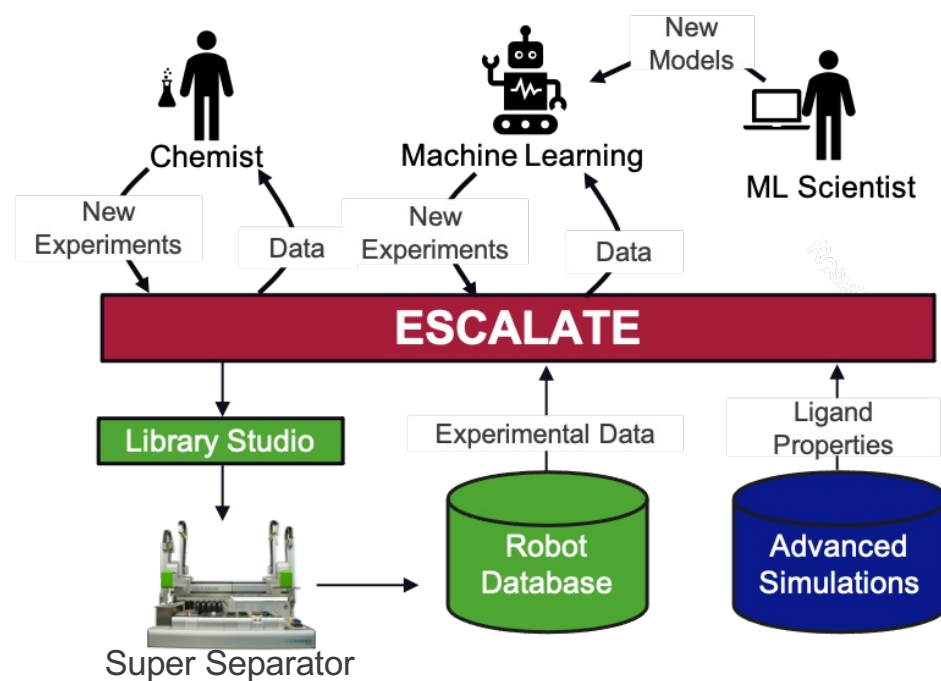 New
Models
Chemist
Machine Learning
ML Scientist
New
Experiments
Data
New
Experiments
Data
ESCALATE
Library Studio
Experimental Data
Ligand
Properties
Robot
Database
Advanced
Simulations
Super Separator